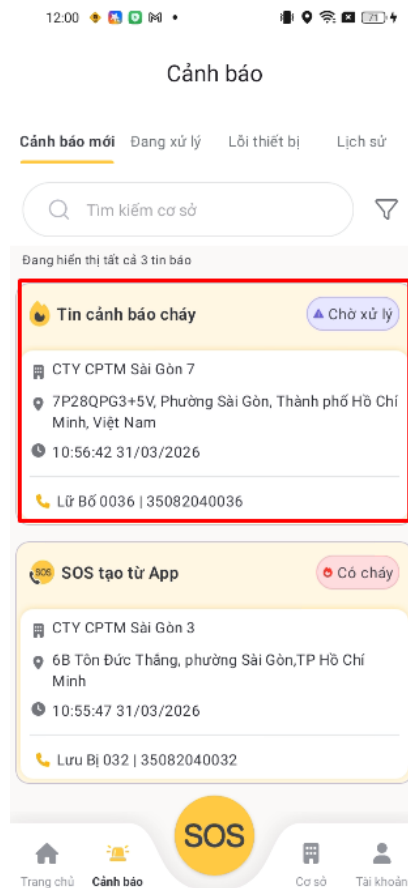 12:00
71
Cảnh báo
Cảnh báo mới Đang xử lý Lỗi thiết bị Lịch sử
Tìm kiếm cơ sở
Đang hiển thị tất cả 3 tin báo
Tin cảnh báo cháy Chờ xử lý
CTY CPTM Sài Gòn 7
7P28QPG3+5V, Phường Sài Gòn, Thành phố Hồ Chí
Minh, Việt Nam
10:56:42 31/03/2026
Lữ Bố 0036 | 35082040036
SOS SOS tạo từ App Có cháy
CTY CPTM Sài Gòn 3
6B Tôn Đức Thắng, phường Sài Gòn,TP Hồ Chí
Minh
10:55:47 31/03/2026
Lưu Bị 032 | 35082040032
SOS
Trang chủ Cảnh báo Cơ sở Tài khoản